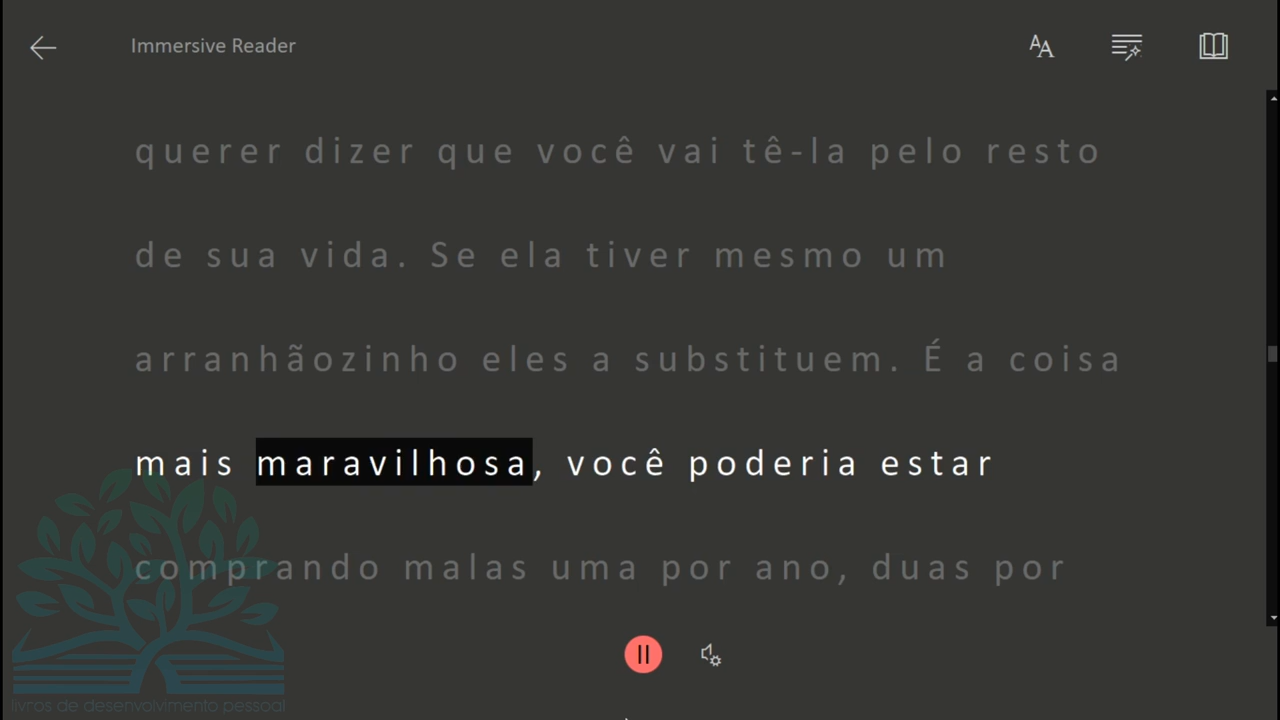 Immersive Reader
querer dizer que você vai tê-la pelo resto
de sua vida. Se ela tiver mesmo um
arranhãozinho eles a substituem. É a coisa
mais maravilhosa, você poderia estar
comprando malas uma por ano, duas por
livros de desenvolvimento pessoal